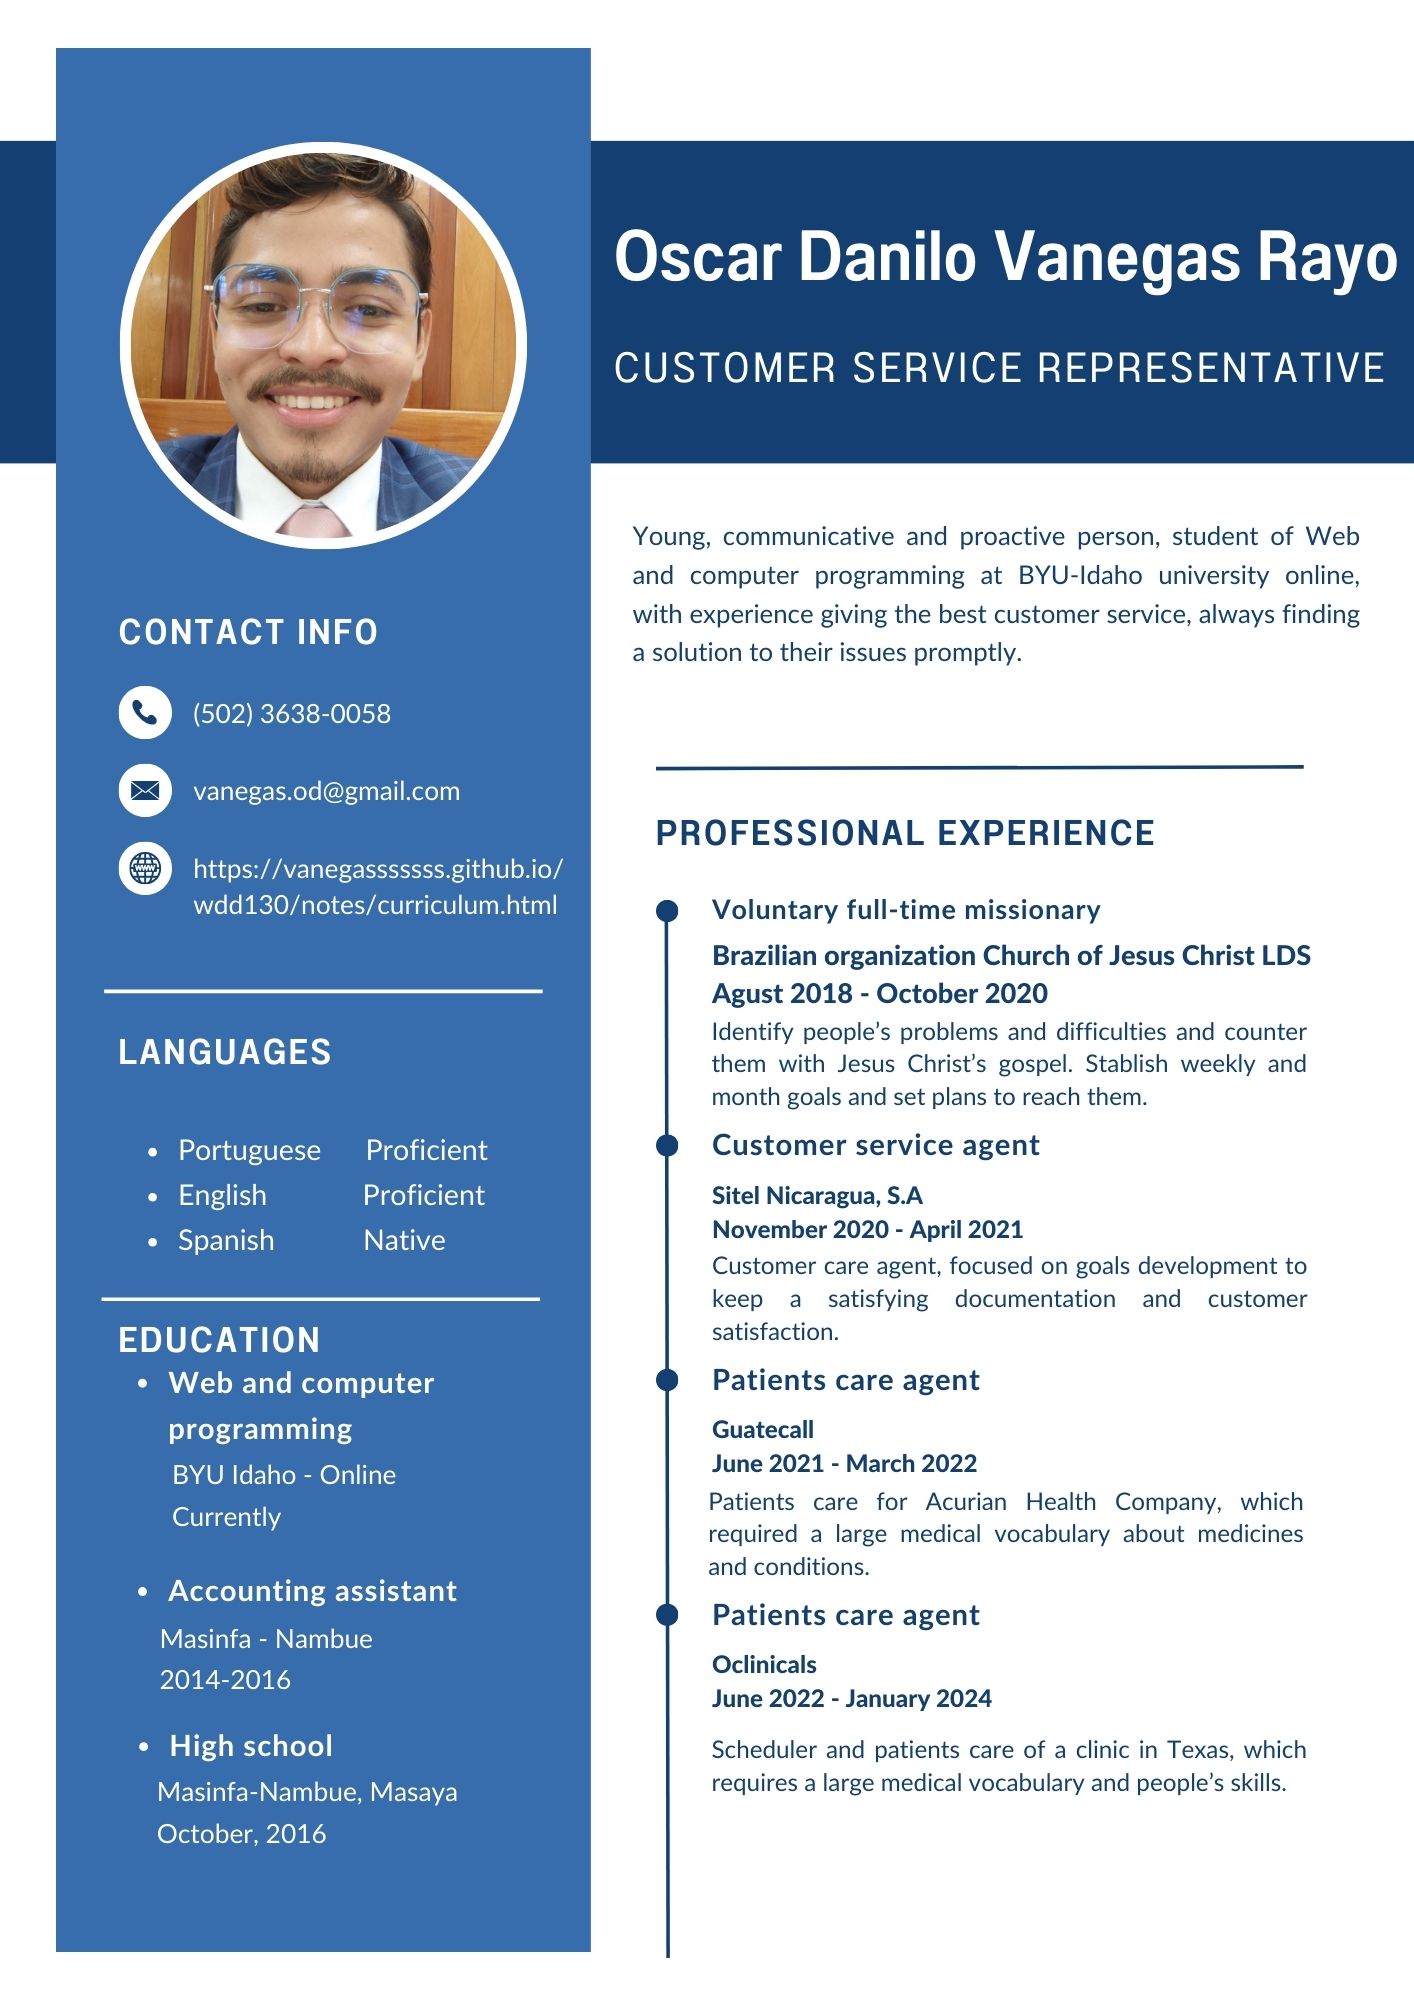 Oscar Danilo Vanegas Rayo
CUSTOMER SERVICE REPRESENTATIVE
CONTACT INFO
(502) 3638-0058
vanegas.od@gmail.com
www
https://vanegasssssss.github.io/
wdd130/notes/curriculum.html
LANGUAGES
• Portuguese Proficient
• English Proficient
• Spanish Native
EDUCATION
• Web and computer
programming
BYU Idaho - Online
Currently
• Accounting assistant
Masinfa - Nambue
2014-2016
• High school
Masinfa-Nambue, Masaya
October, 2016
Young, communicative and proactive person, student of Web
and computer programming at BYU-Idaho university online,
with experience giving the best customer service, always finding
a solution to their issues promptly.
PROFESSIONAL EXPERIENCE
Voluntary full-time missionary
Brazilian organization Church of Jesus Christ LDS
Agust 2018 - October 2020
Identify people’s problems and difficulties and counter
them with Jesus Christ’s gospel. Stablish weekly and
month goals and set plans to reach them.
Customer service agent
Sitel Nicaragua, S.A
November 2020 - April 2021
Customer care agent, focused on goals development to
keep a satisfying documentation and customer
satisfaction.
Patients care agent
Guatecall
June 2021 - March 2022
Patients care for Acurian Health Company, which
required a large medical vocabulary about medicines
and conditions.
Patients care agent
Oclinicals
June 2022 - January 2024
Scheduler and patients care of a clinic in Texas, which
requires a large medical vocabulary and people’s skills.